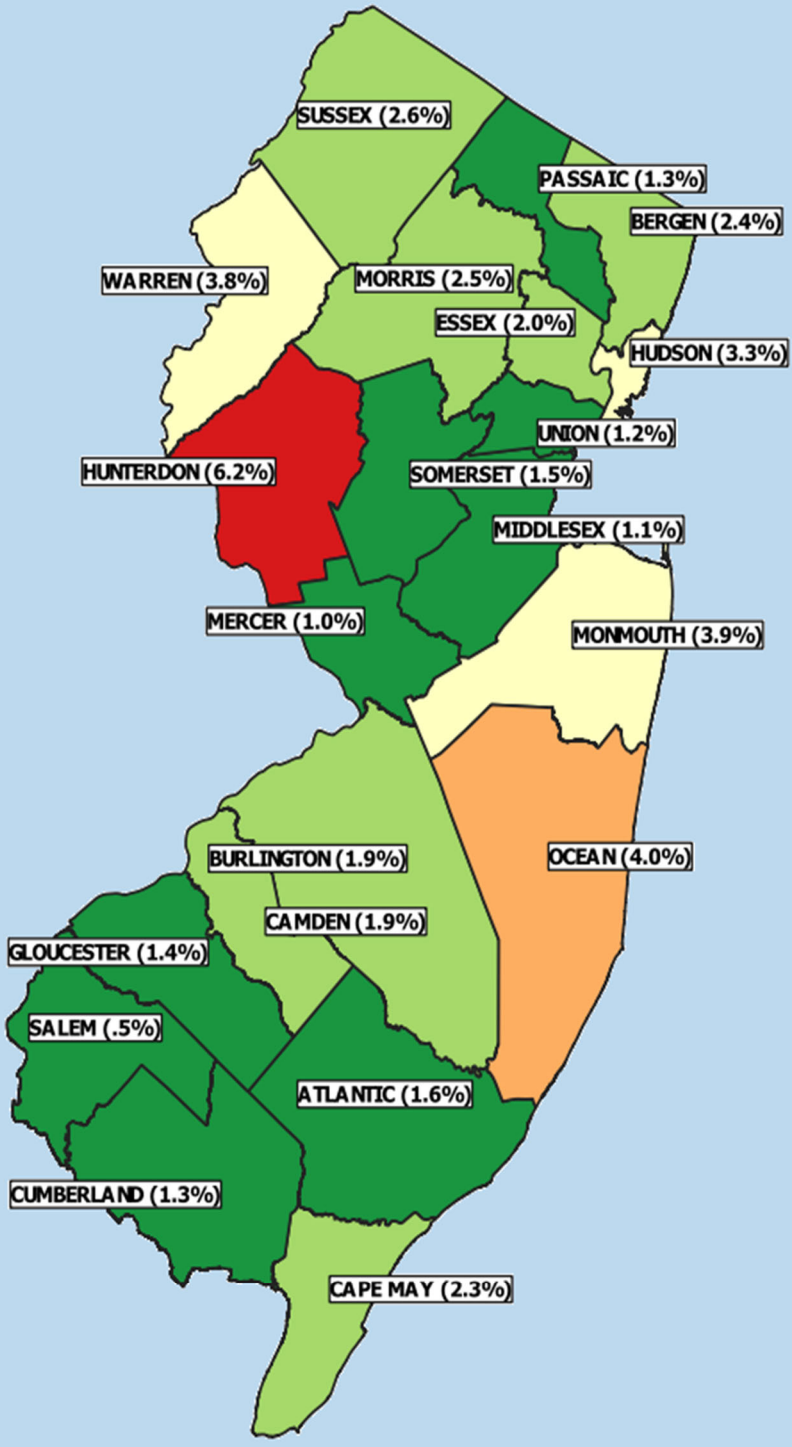 SUSSEX (2.6%)
PASSAIC (1.3%)
BERGEN (2.4%)
WARREN (3.8%)
MORRIS (2.5%)
ESSEX (2.0%)
HUDSON (3.3%)
UNION (1.2%)
HUNTERDON (6.2%)
SOMERSET (1.5%)
MIDDLESEX (1.1%)
MERCER (1.0%)
MONMOUTH (3.9%)
BURLINGTON (1.9%)
OCEAN (4.0%)
CAMDEN (1.9%)
GLOUCESTER (1.4%)
SALEM (.5%)
ATLANTIC (1.6%)
CUMBERLAND (1.3%)
CAPE MAY (2.3%)